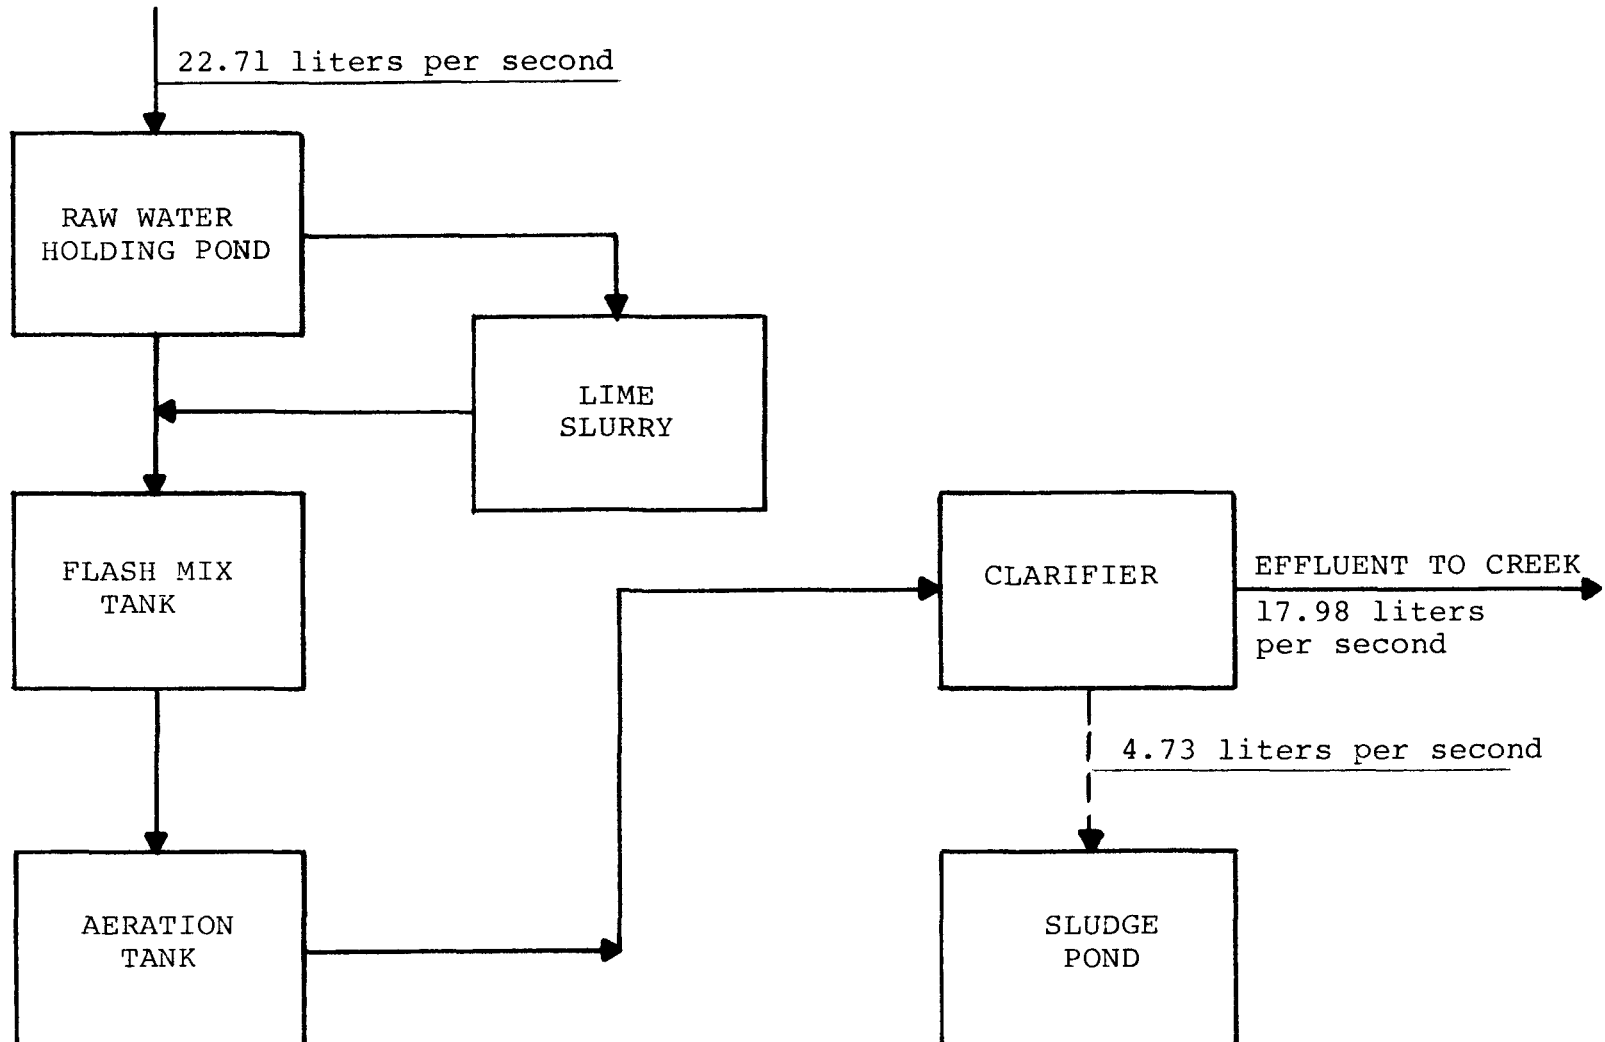 22.71 liters per second
RAW WATER
HOLDING POND
LIME
SLURRY
FLASH MIX
TANK
CLARIFIER
EFFLUENT TO CREEK
17.98 liters
per second
4.73 liters per second
AERATION
TANK
SLUDGE
POND